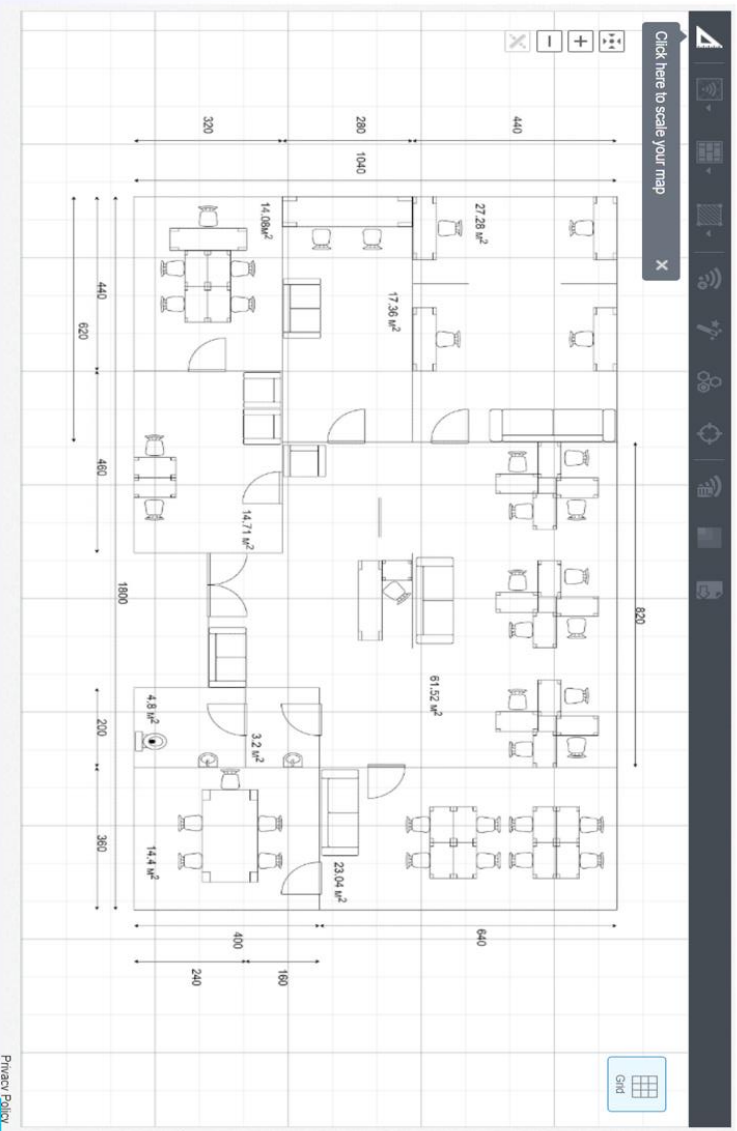 Click here to scale your map
X
Grid
820
440
280
320
1040
27.28 м²
17.36 м²
14.08м²
61.52 м²
14.71 м²
23.04 м²
3.2 м²
4.8 м²
14.4 м²
640
400
160
240
440
460
200
360
620
1800
Privacy Policy